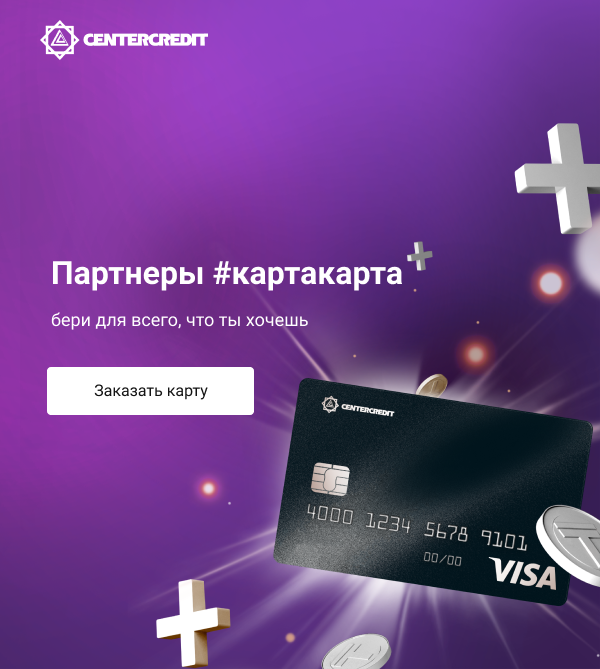 CENTERCREDIT
Партнеры #картакарта
бери для всего, что ты хочешь
Заказать карту
CENTERCREDIT
4000 1234 5678 9101
00/00
VISA